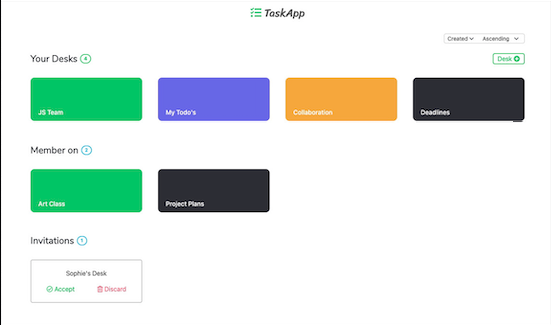 TaskApp
Created Ascending
Your Desks 4
Desk
JS Team My Todo's Collaboration Deadlines
Member on 2
Art Class Project Plans
Invitations 1
Sophie's Desk
Accept Discard